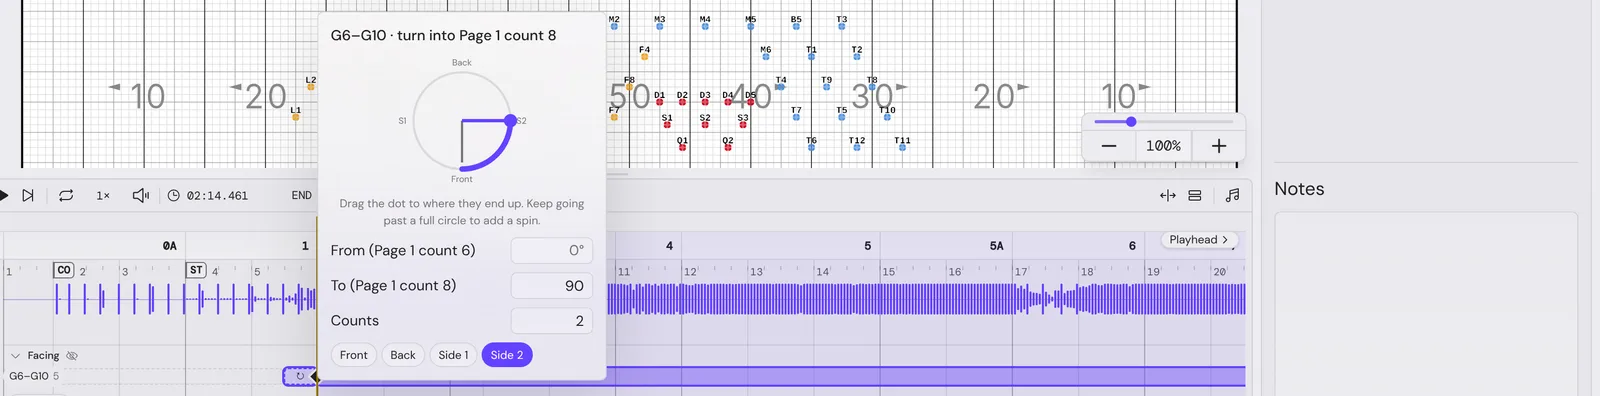 G6–G10 · turn into Page 1 count 8
Back
S1
S2
Front
Drag the dot to where they end up. Keep going
past a full circle to add a spin.
From (Page 1 count 6)
0°
To (Page 1 count 8)
90
Counts
2
Front
Back
Side 1
Side 2
M2
M3
M4
M5
B5
T3
F4
M6
T1
T2
L2
F8
T4
T9
T8
10
20
50
40
30
20
10
D1
D2
D3
D4
D5
L1
F7
S1
S2
S3
T7
T5
T10
Q1
Q2
T6
T12
T11
100%
1×
02:14.461
END
Notes
0A
1
4
5
5A
6
Playhead
1
CO
2
3
ST
4
5
11
12
13
14
15
16
17
18
19
20
Facing
G6–G10 5